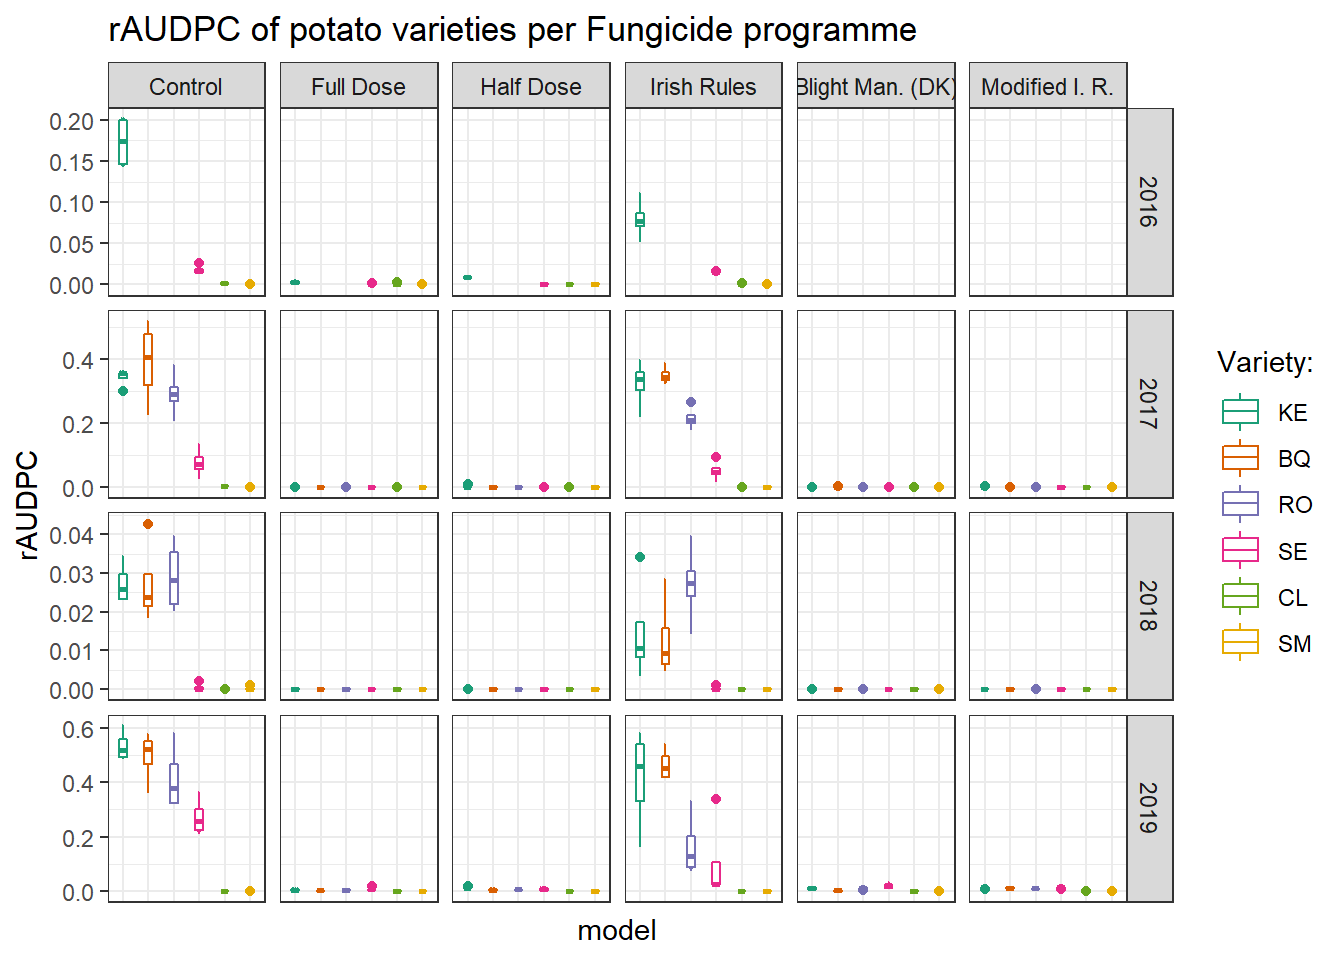 rAUDPC of potato varieties per Fungicide programme
Control
Full Dose
Half Dose
Irish Rules
Blight Man. (DK)
Modified I. R.
0.20
0.15
0.10
0.05
0.00
2016
0.4
0.2
0.0
2017
0.04
0.03
0.02
0.01
0.00
2018
0.6
0.4
0.2
0.0
2019
rAUDPC
model
Variety:
KE
BQ
RO
SE
CL
SM